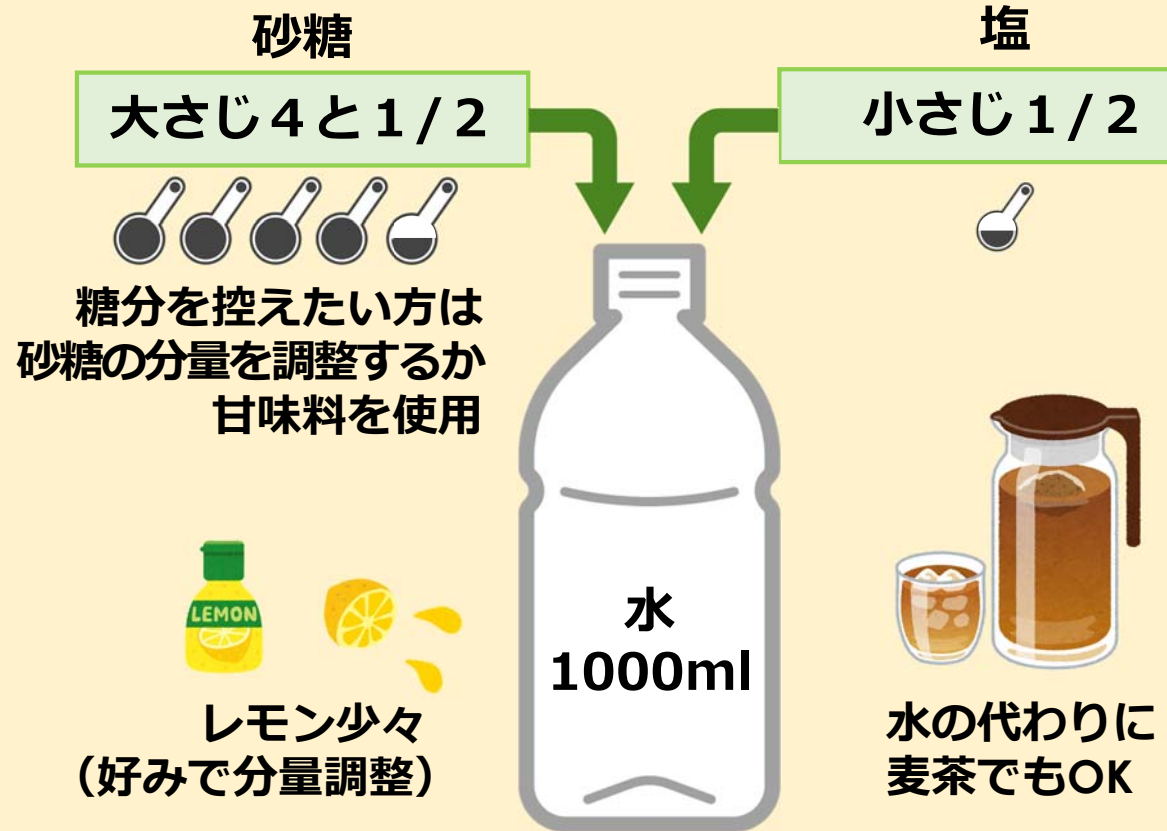 砂糖
大さじ４と１/２
糖分を控えたい方は
砂糖の分量を調整するか
甘味料を使用
塩
小さじ１/２
水
1000ml
LEMON
レモン少々
（好みで分量調整）
水の代わりに
麦茶でもOK